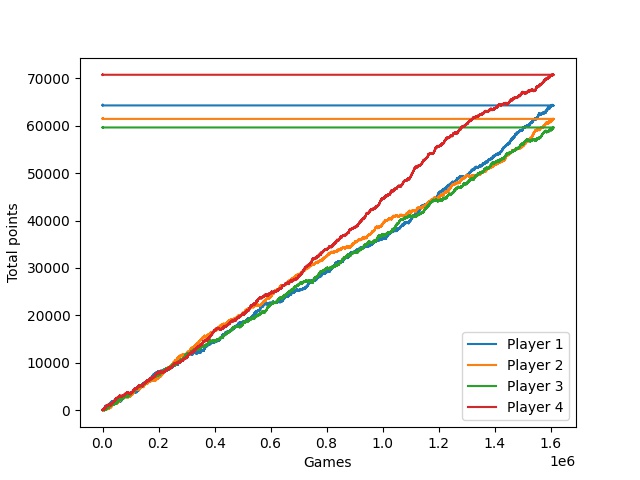 70000
60000
50000
40000
30000
20000
10000
0
Total points
0.0 0.2 0.4 0.6 0.8 1.0 1.2 1.4 1.6
1e6
Games
Player 1
Player 2
Player 3
Player 4